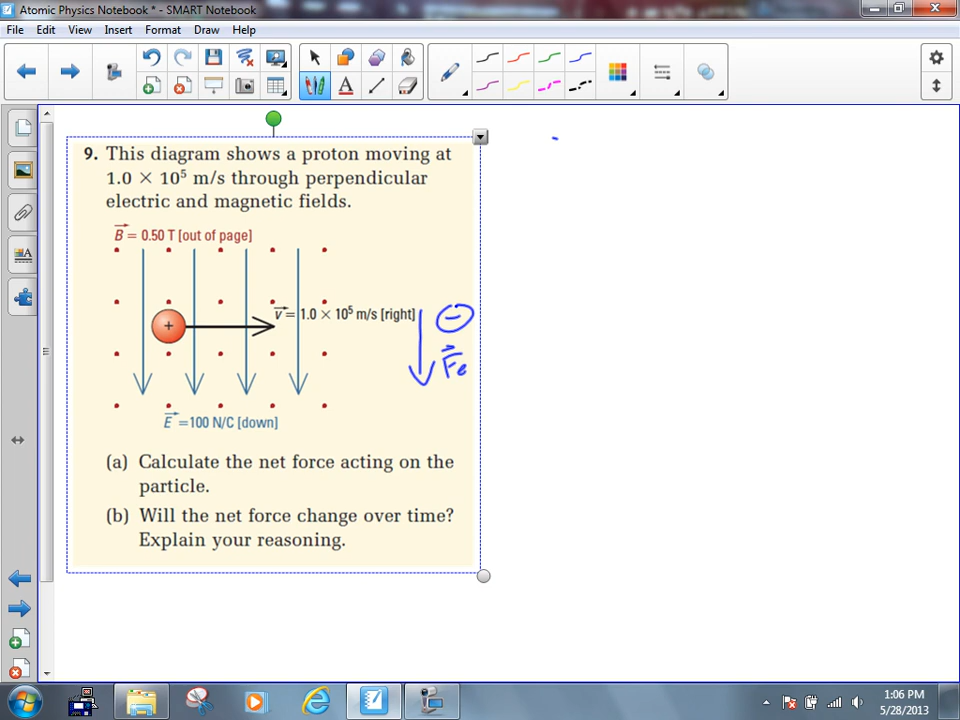 Atomic Physics Notebook * - SMART Notebook
File Edit View Insert Format Draw Help
9. This diagram shows a proton moving at
1.0 × 10⁵ m/s through perpendicular
electric and magnetic fields.
B⃗ = 0.50 T [out of page]
v⃗ = 1.0 × 10⁵ m/s [right]
+
−
F⃗e
E⃗ =100 N/C [down]
(a) Calculate the net force acting on the
particle.
(b) Will the net force change over time?
Explain your reasoning.
1:06 PM
5/28/2013